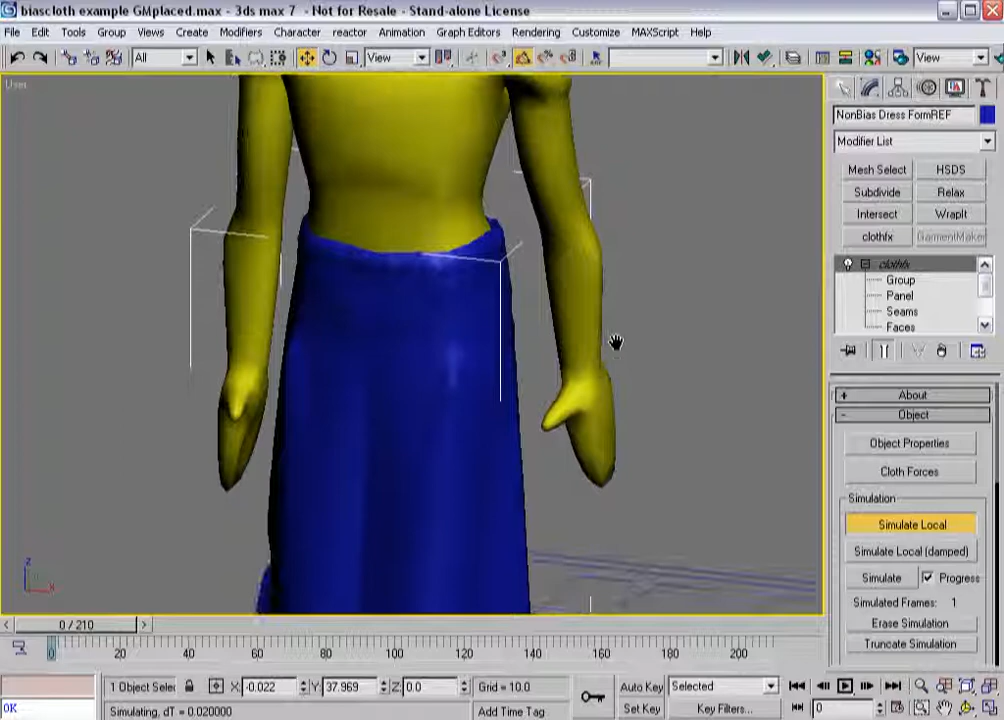 biascloth example GMplaced.max - 3ds max 7 - Not for Resale - Stand-alone License
File Edit Tools Group Views Create Modifiers Character reactor Animation Graph Editors Rendering Customize MAXScript Help
All View View
User
NonBias Dress FormREF
Modifier List
Mesh Select HSDS
Subdivide Relax
Intersect WrapIt
clothfx GarmentMaker
clothfx
Group
Panel
Seams
Faces
+ About
- Object
Object Properties
Cloth Forces
Simulation
Simulate Local
Simulate Local (damped)
Simulate Progress
Simulated Frames: 1
Erase Simulation
Truncate Simulation
z
x
< 0 / 210 >
0 20 40 60 80 100 120 140 160 180 200
1 Object Selec X: -0.022 Y: 37.969 Z: 0.0 Grid = 10.0 Auto Key Selected
OK Simulating, dT = 0.020000 Add Time Tag Set Key Key Filters... 0